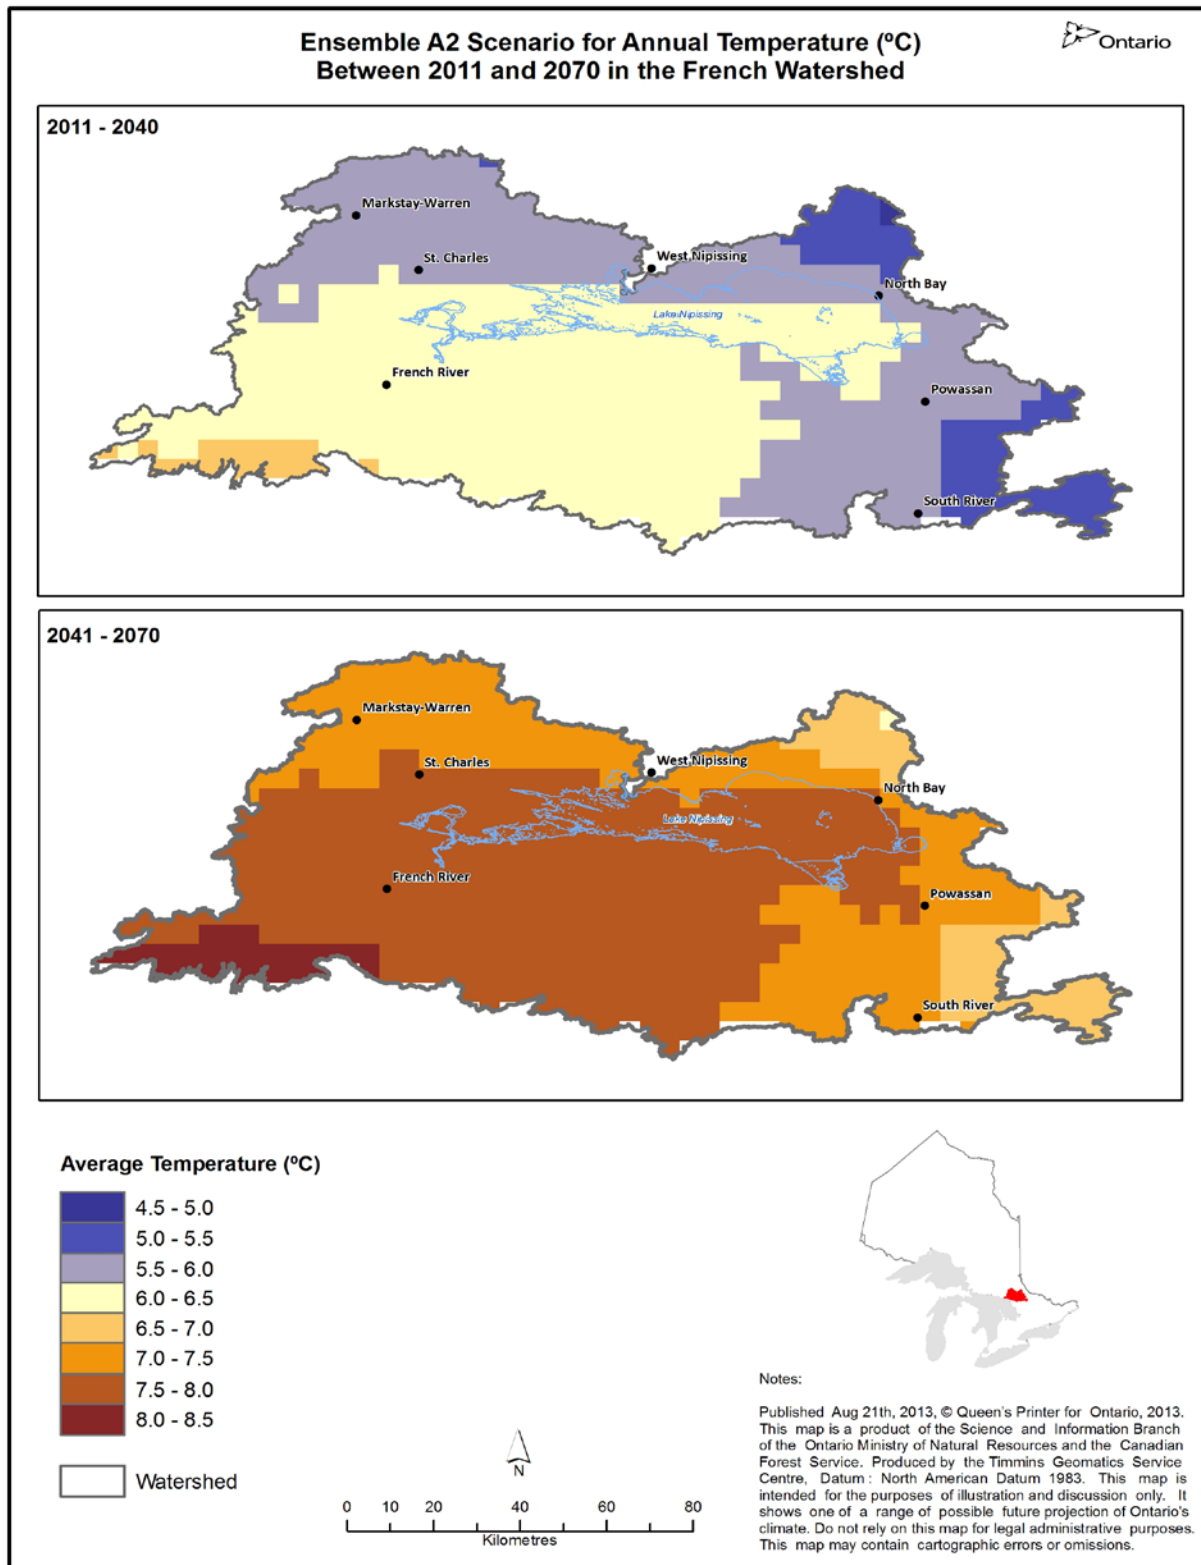 Ensemble A2 Scenario for Annual Temperature (ºC)
Between 2011 and 2070 in the French Watershed
Ontario
2011 - 2040
Markstay-Warren
St. Charles
West Nipissing
North Bay
Lake Nipissing
French River
Powassan
South River
2041 - 2070
Markstay-Warren
St. Charles
West Nipissing
North Bay
Lake Nipissing
French River
Powassan
South River
Average Temperature (ºC)
4.5 - 5.0
5.0 - 5.5
5.5 - 6.0
6.0 - 6.5
6.5 - 7.0
7.0 - 7.5
7.5 - 8.0
8.0 - 8.5
Watershed
N
0 10 20 40 60 80
Kilometres
Notes:
Published Aug 21th, 2013, © Queen's Printer for Ontario, 2013.
This map is a product of the Science and Information Branch
of the Ontario Ministry of Natural Resources and the Canadian
Forest Service. Produced by the Timmins Geomatics Service
Centre, Datum : North American Datum 1983. This map is
intended for the purposes of illustration and discussion only. It
shows one of a range of possible future projection of Ontario's
climate. Do not rely on this map for legal administrative purposes.
This map may contain cartographic errors or omissions.